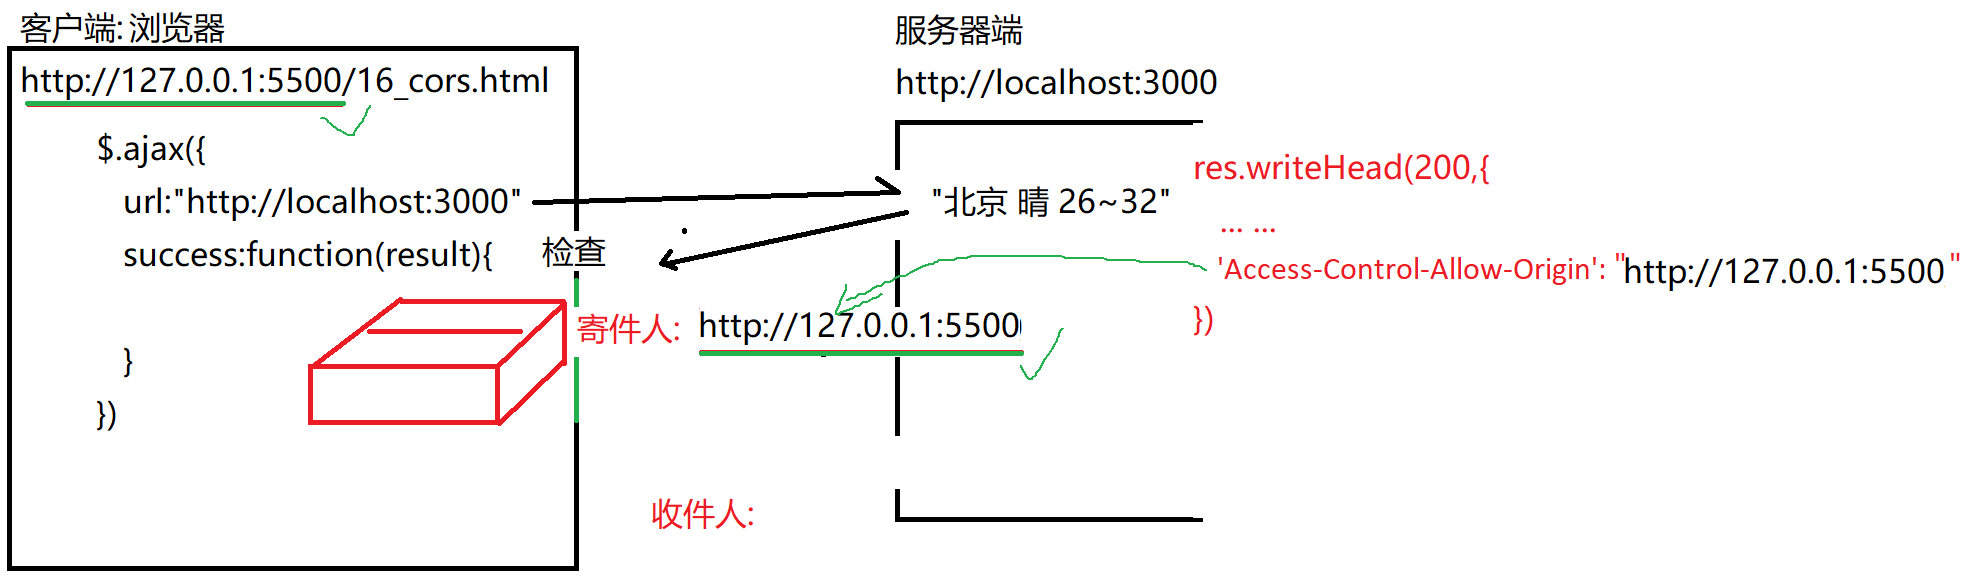 客户端: 浏览器
http://127.0.0.1:5500/16_cors.html
$.ajax({
url:"http://localhost:3000"
success:function(result){
}
})
检查
寄件人: http://127.0.0.1:5500
收件人:
服务器端
http://localhost:3000
"北京 晴 26~32"
res.writeHead(200,{
... ...
'Access-Control-Allow-Origin': "http://127.0.0.1:5500"
})